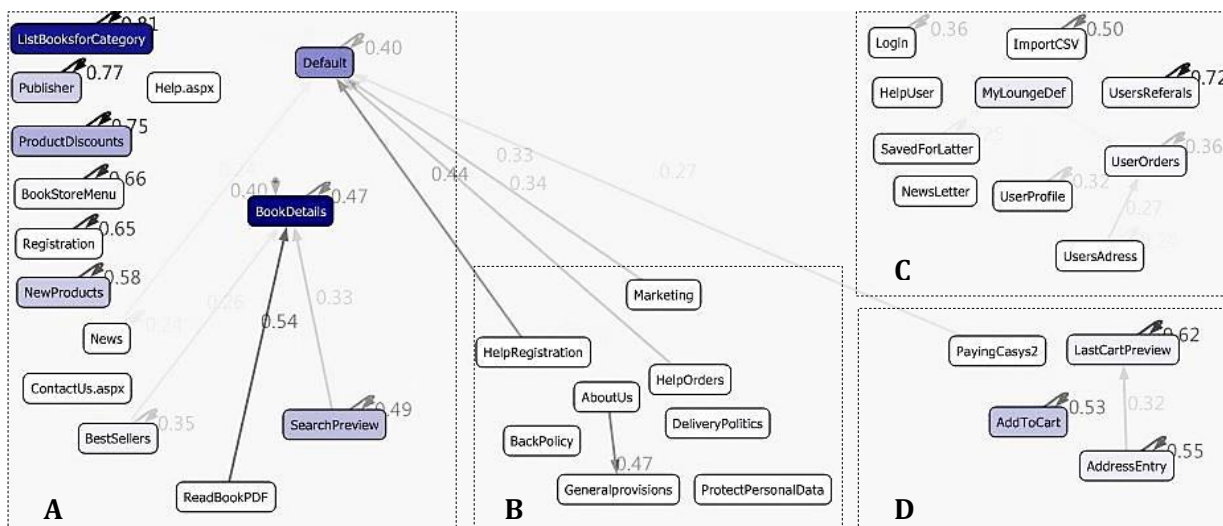 ListBooksforCategory
0.81
Publisher
0.77
Help.aspx
ProductDiscounts
0.75
BookStoreMenu
0.66
Registration
0.65
NewProducts
0.58
News
ContactUs.aspx
BestSellers
0.35
Default
0.40
0.24
0.40
BookDetails
0.47
0.26
0.24
0.54
0.33
SearchPreview
0.49
ReadBookPDF
A
0.44
0.33
0.34
0.27
Marketing
HelpRegistration
HelpOrders
AboutUs
DeliveryPolitics
BackPolicy
0.47
Generalprovisions
ProtectPersonalData
B
Login
0.36
ImportCSV
0.50
HelpUser
MyLoungeDef
UsersReferals
0.72
SavedForLatter
UserOrders
0.36
NewsLetter
UserProfile
0.32
0.27
UsersAdress
C
PayingCasys2
LastCartPreview
0.62
AddToCart
0.53
0.32
AddressEntry
0.55
D